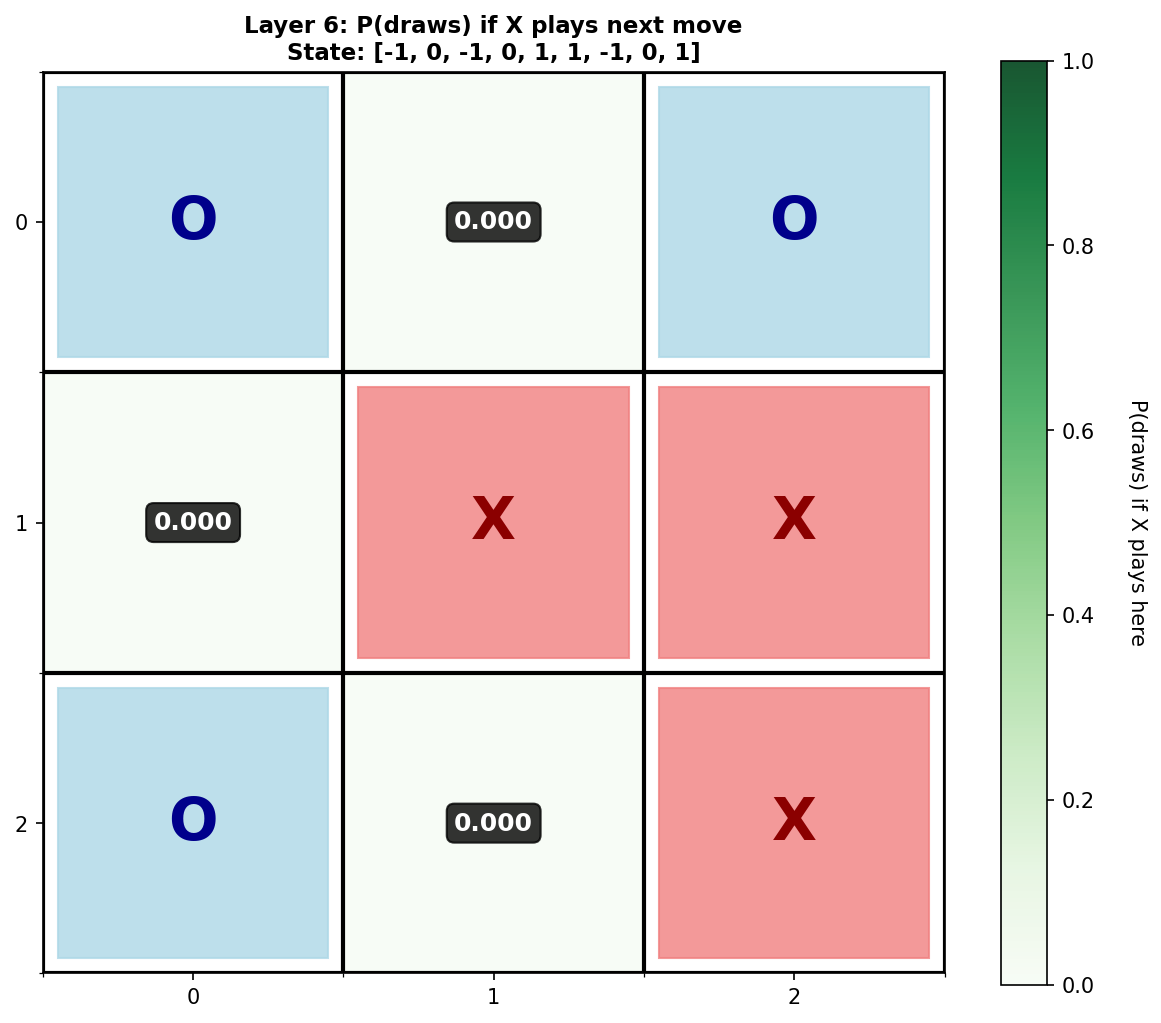 Layer 6: P(draws) if X plays next move
State: [-1, 0, -1, 0, 1, 1, -1, 0, 1]
O
0.000
O
0.000
X
X
O
0.000
X
0
1
2
0
1
2
1.0
0.8
0.6
0.4
0.2
0.0
P(draws) if X plays here